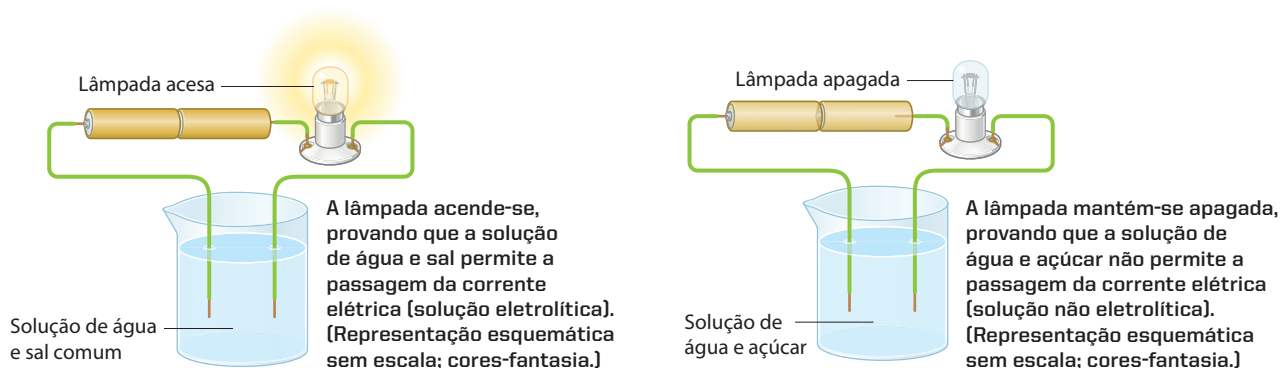 Lâmpada acesa
A lâmpada acende-se,
provando que a solução
de água e sal permite a
passagem da corrente
elétrica (solução eletrolítica).
(Representação esquemática
sem escala; cores-fantasia.)
Solução de água
e sal comum
Lâmpada apagada
A lâmpada mantém-se apagada,
provando que a solução de
água e açúcar não permite a
passagem da corrente elétrica
(solução não eletrolítica).
(Representação esquemática
sem escala; cores-fantasia.)
Solução de
água e açúcar